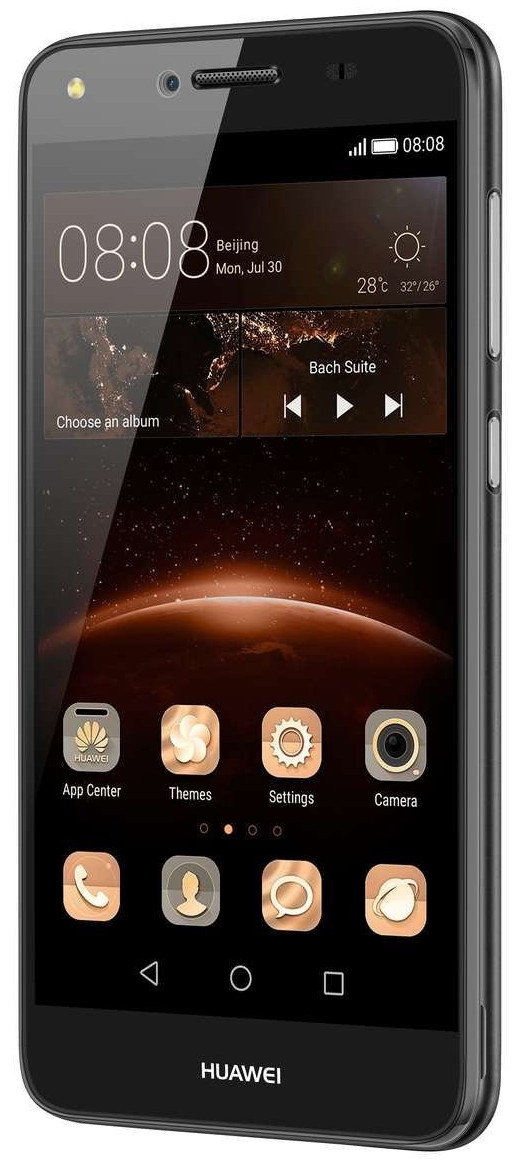 08:08
08:08
Beijing
Mon, Jul 30
28°c 32°/26°
Choose an album
Bach Suite
HUAWEI
App Center
Themes
Settings
Camera
HUAWEI